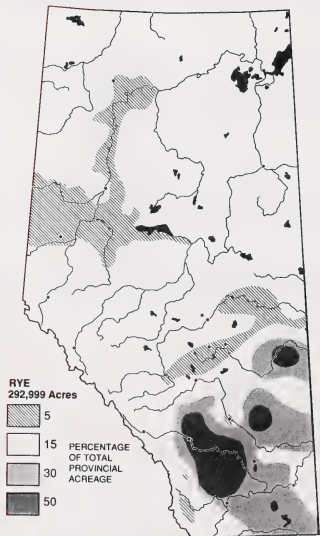 RYE
292,999 Acres
5
15 PERCENTAGE
OF TOTAL
30 PROVINCIAL
ACREAGE
50